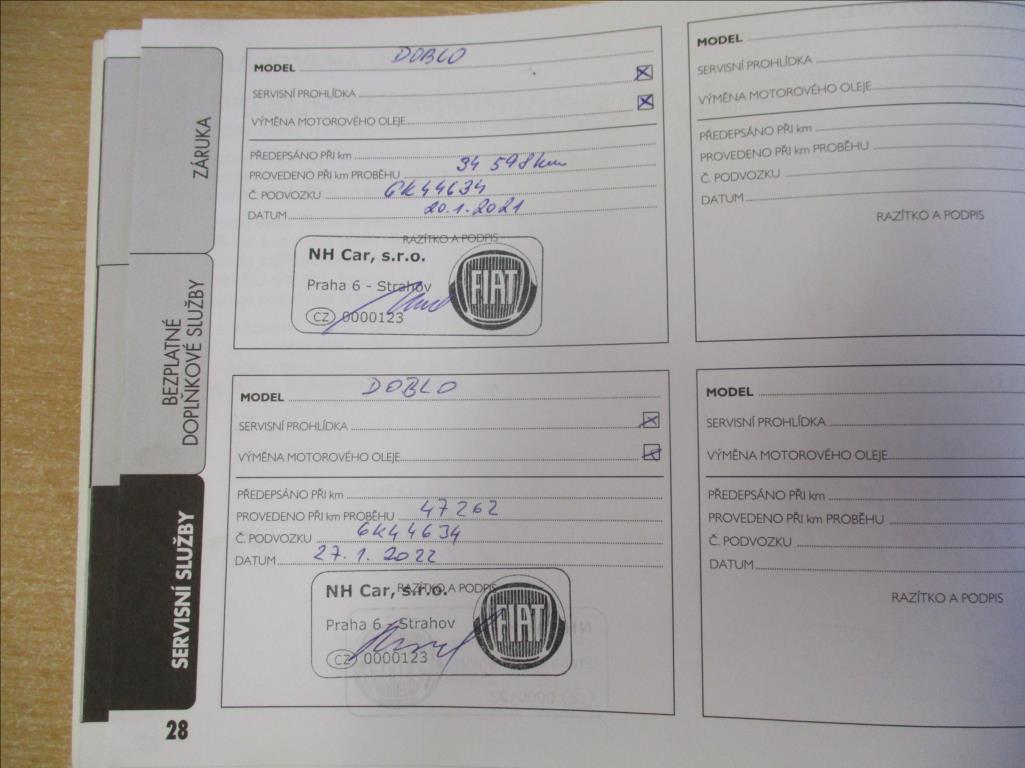 ZÁRUKA
BEZPLATNÉ
DOPLŇKOVÉ SLUŽBY
SERVISNÍ SLUŽBY
28
MODEL DOBLO
SERVISNÍ PROHLÍDKA
VÝMĚNA MOTOROVÉHO OLEJE
PŘEDEPSÁNO PŘI km
PROVEDENO PŘI km PROBĚHU 34 598 km
Č. PODVOZKU 6K44634
DATUM 20.1.2021
RAZÍTKO A PODPIS
NH Car, s.r.o.
Praha 6 - Strahov
CZ 0000123
FIAT
MODEL DOBLO
SERVISNÍ PROHLÍDKA
VÝMĚNA MOTOROVÉHO OLEJE
PŘEDEPSÁNO PŘI km
PROVEDENO PŘI km PROBĚHU 47262
Č. PODVOZKU 6K44634
DATUM 27.1.2022
RAZÍTKO A PODPIS
NH Car, s.r.o.
Praha 6 - Strahov
CZ 0000123
FIAT
MODEL
SERVISNÍ PROHLÍDKA
VÝMĚNA MOTOROVÉHO OLEJE
PŘEDEPSÁNO PŘI km
PROVEDENO PŘI km PROBĚHU
Č. PODVOZKU
DATUM
RAZÍTKO A PODPIS
MODEL
SERVISNÍ PROHLÍDKA
VÝMĚNA MOTOROVÉHO OLEJE
PŘEDEPSÁNO PŘI km
PROVEDENO PŘI km PROBĚHU
Č. PODVOZKU
DATUM
RAZÍTKO A PODPIS